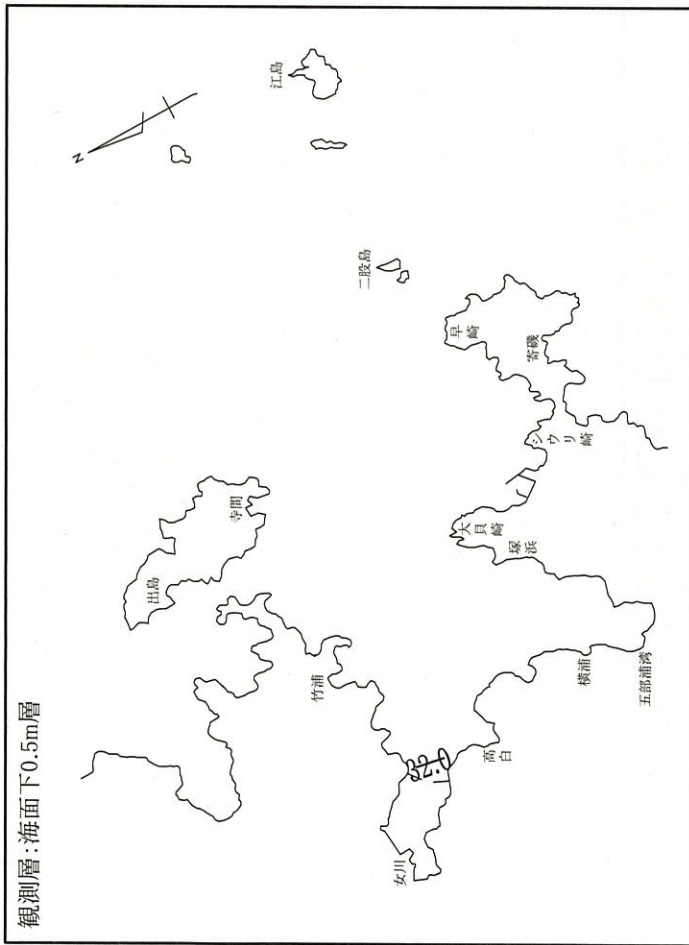 観測層：海面下0.5m層
N
江島
二股島
早崎
寄磯
シウリ崎
出島
寺間
大貝崎
塚浜
竹浦
横浦
五部浦湾
高白
女川